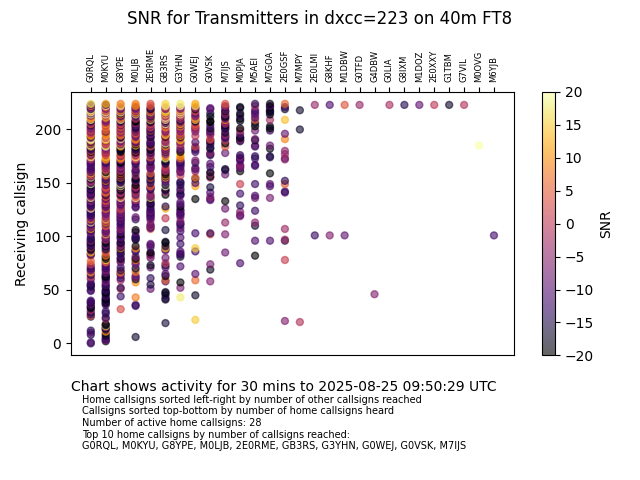 SNR for Transmitters in dxcc=223 on 40m FT8
G0RQL M0KYU G8YPE M0LJB 2E0RME GB3RS G3YHN G0WEJ G0VSK M7IJS M0PJA M5AEI M7GOA 2E0GSF M7MPY 2E0LMI G8KHF M1DBW G0TFD G4DBW G0LIA G8IXM M1DOZ 2E0XXY G1TBM G7VIL M0OVG M6YJB
200
150
100
50
0
Receiving callsign
20
15
10
5
0
−5
−10
−15
−20
SNR
Chart shows activity for 30 mins to 2025-08-25 09:50:29 UTC
Home callsigns sorted left-right by number of other callsigns reached
Callsigns sorted top-bottom by number of home callsigns heard
Number of active home callsigns: 28
Top 10 home callsigns by number of callsigns reached:
G0RQL, M0KYU, G8YPE, M0LJB, 2E0RME, GB3RS, G3YHN, G0WEJ, G0VSK, M7IJS